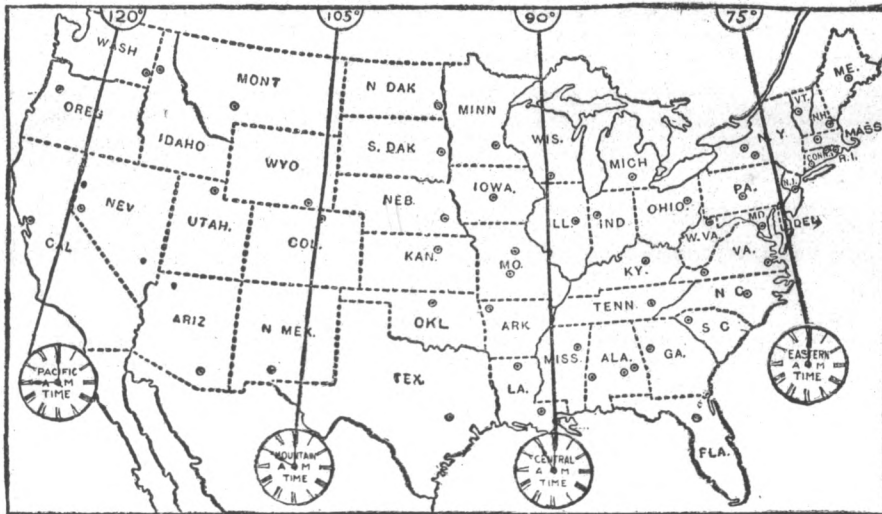 120° 105° 90° 75°
WASH
MONT
N DAK
MINN
ME.
OREG
VT.
N.H.
IDAHO
S. DAK
WIS.
MICH
N.Y.
MASS
WYO
CONN.
R.I.
IOWA.
PA.
N.J.
NEV
UTAH.
NEB.
ILL.
IND
OHIO.
MD.
DEL
CAL
COL.
KAN.
MO.
W. VA.
VA.
KY.
ARIZ
N MEX.
OKL
ARK
TENN.
N C.
S C
MISS.
ALA.
GA.
TEX.
LA.
FLA.
PACIFIC
A M
TIME
MOUNTAIN
A M
TIME
CENTRAL
A M
TIME
EASTERN
A M
TIME